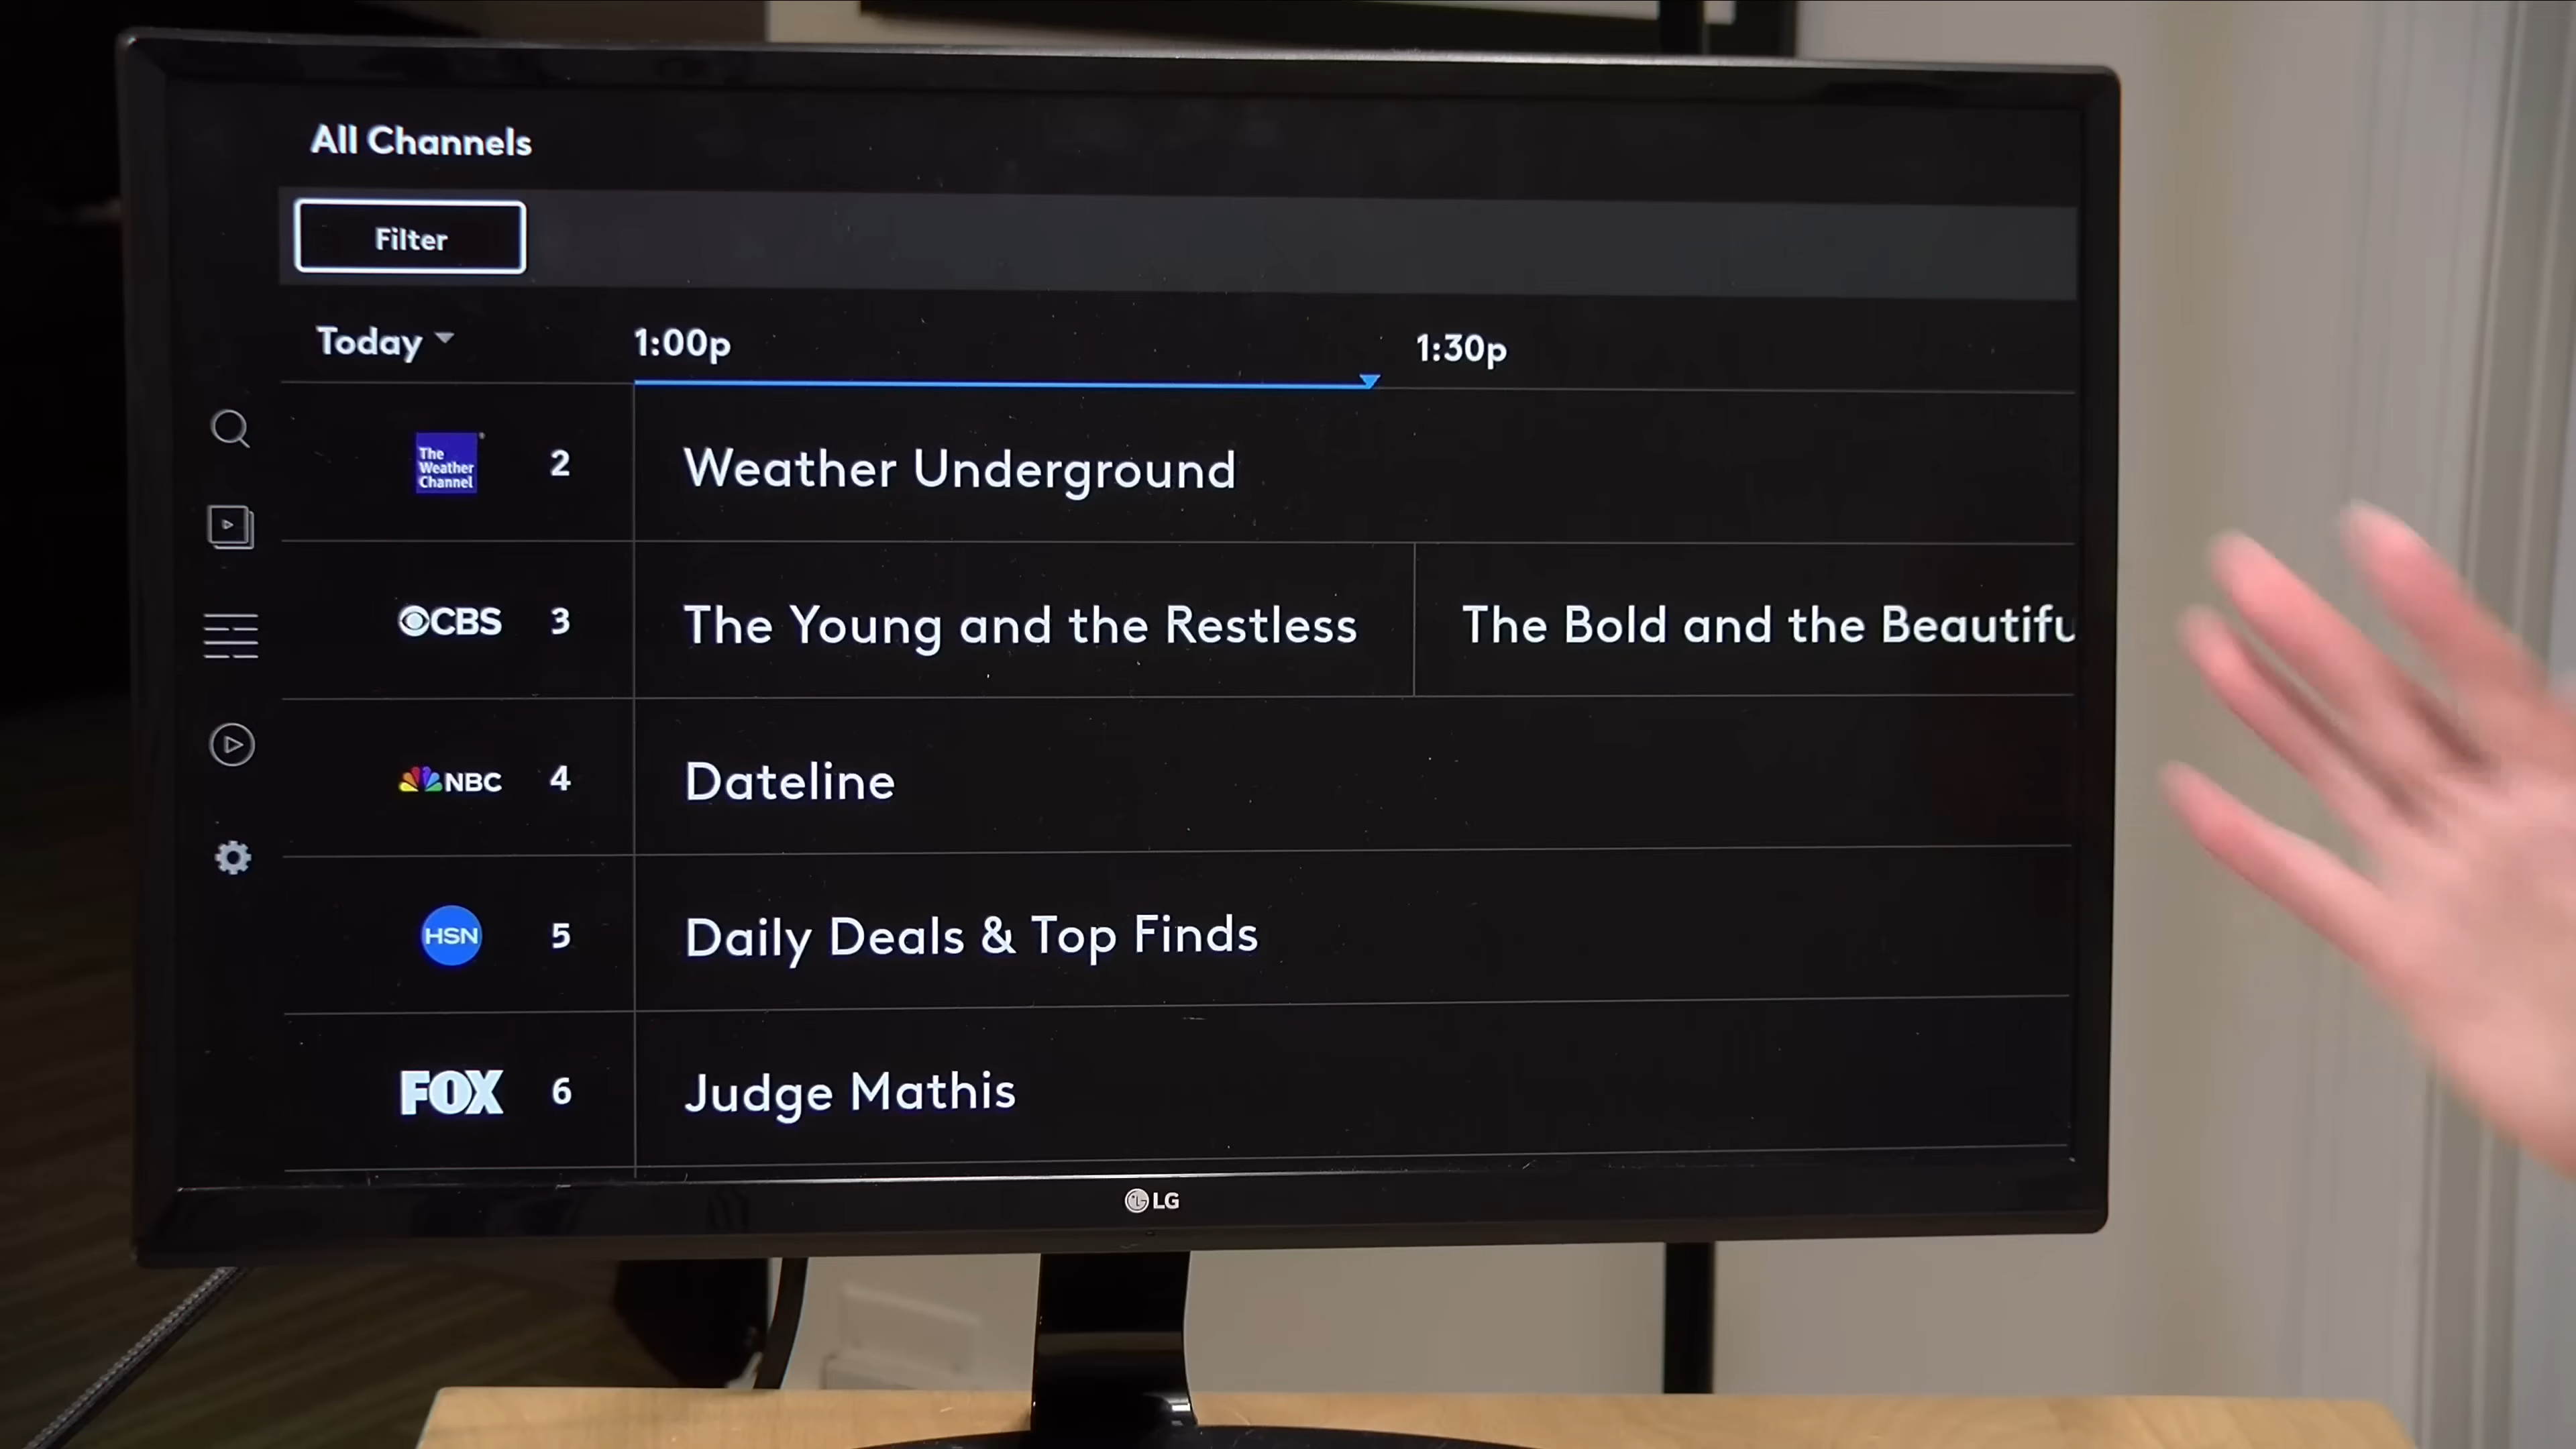 All Channels
Filter
Today 1:00p 1:30p
The
Weather
Channel
2 Weather Underground
CBS 3 The Young and the Restless The Bold and the Beautifu
NBC 4 Dateline
HSN 5 Daily Deals & Top Finds
FOX 6 Judge Mathis
LG